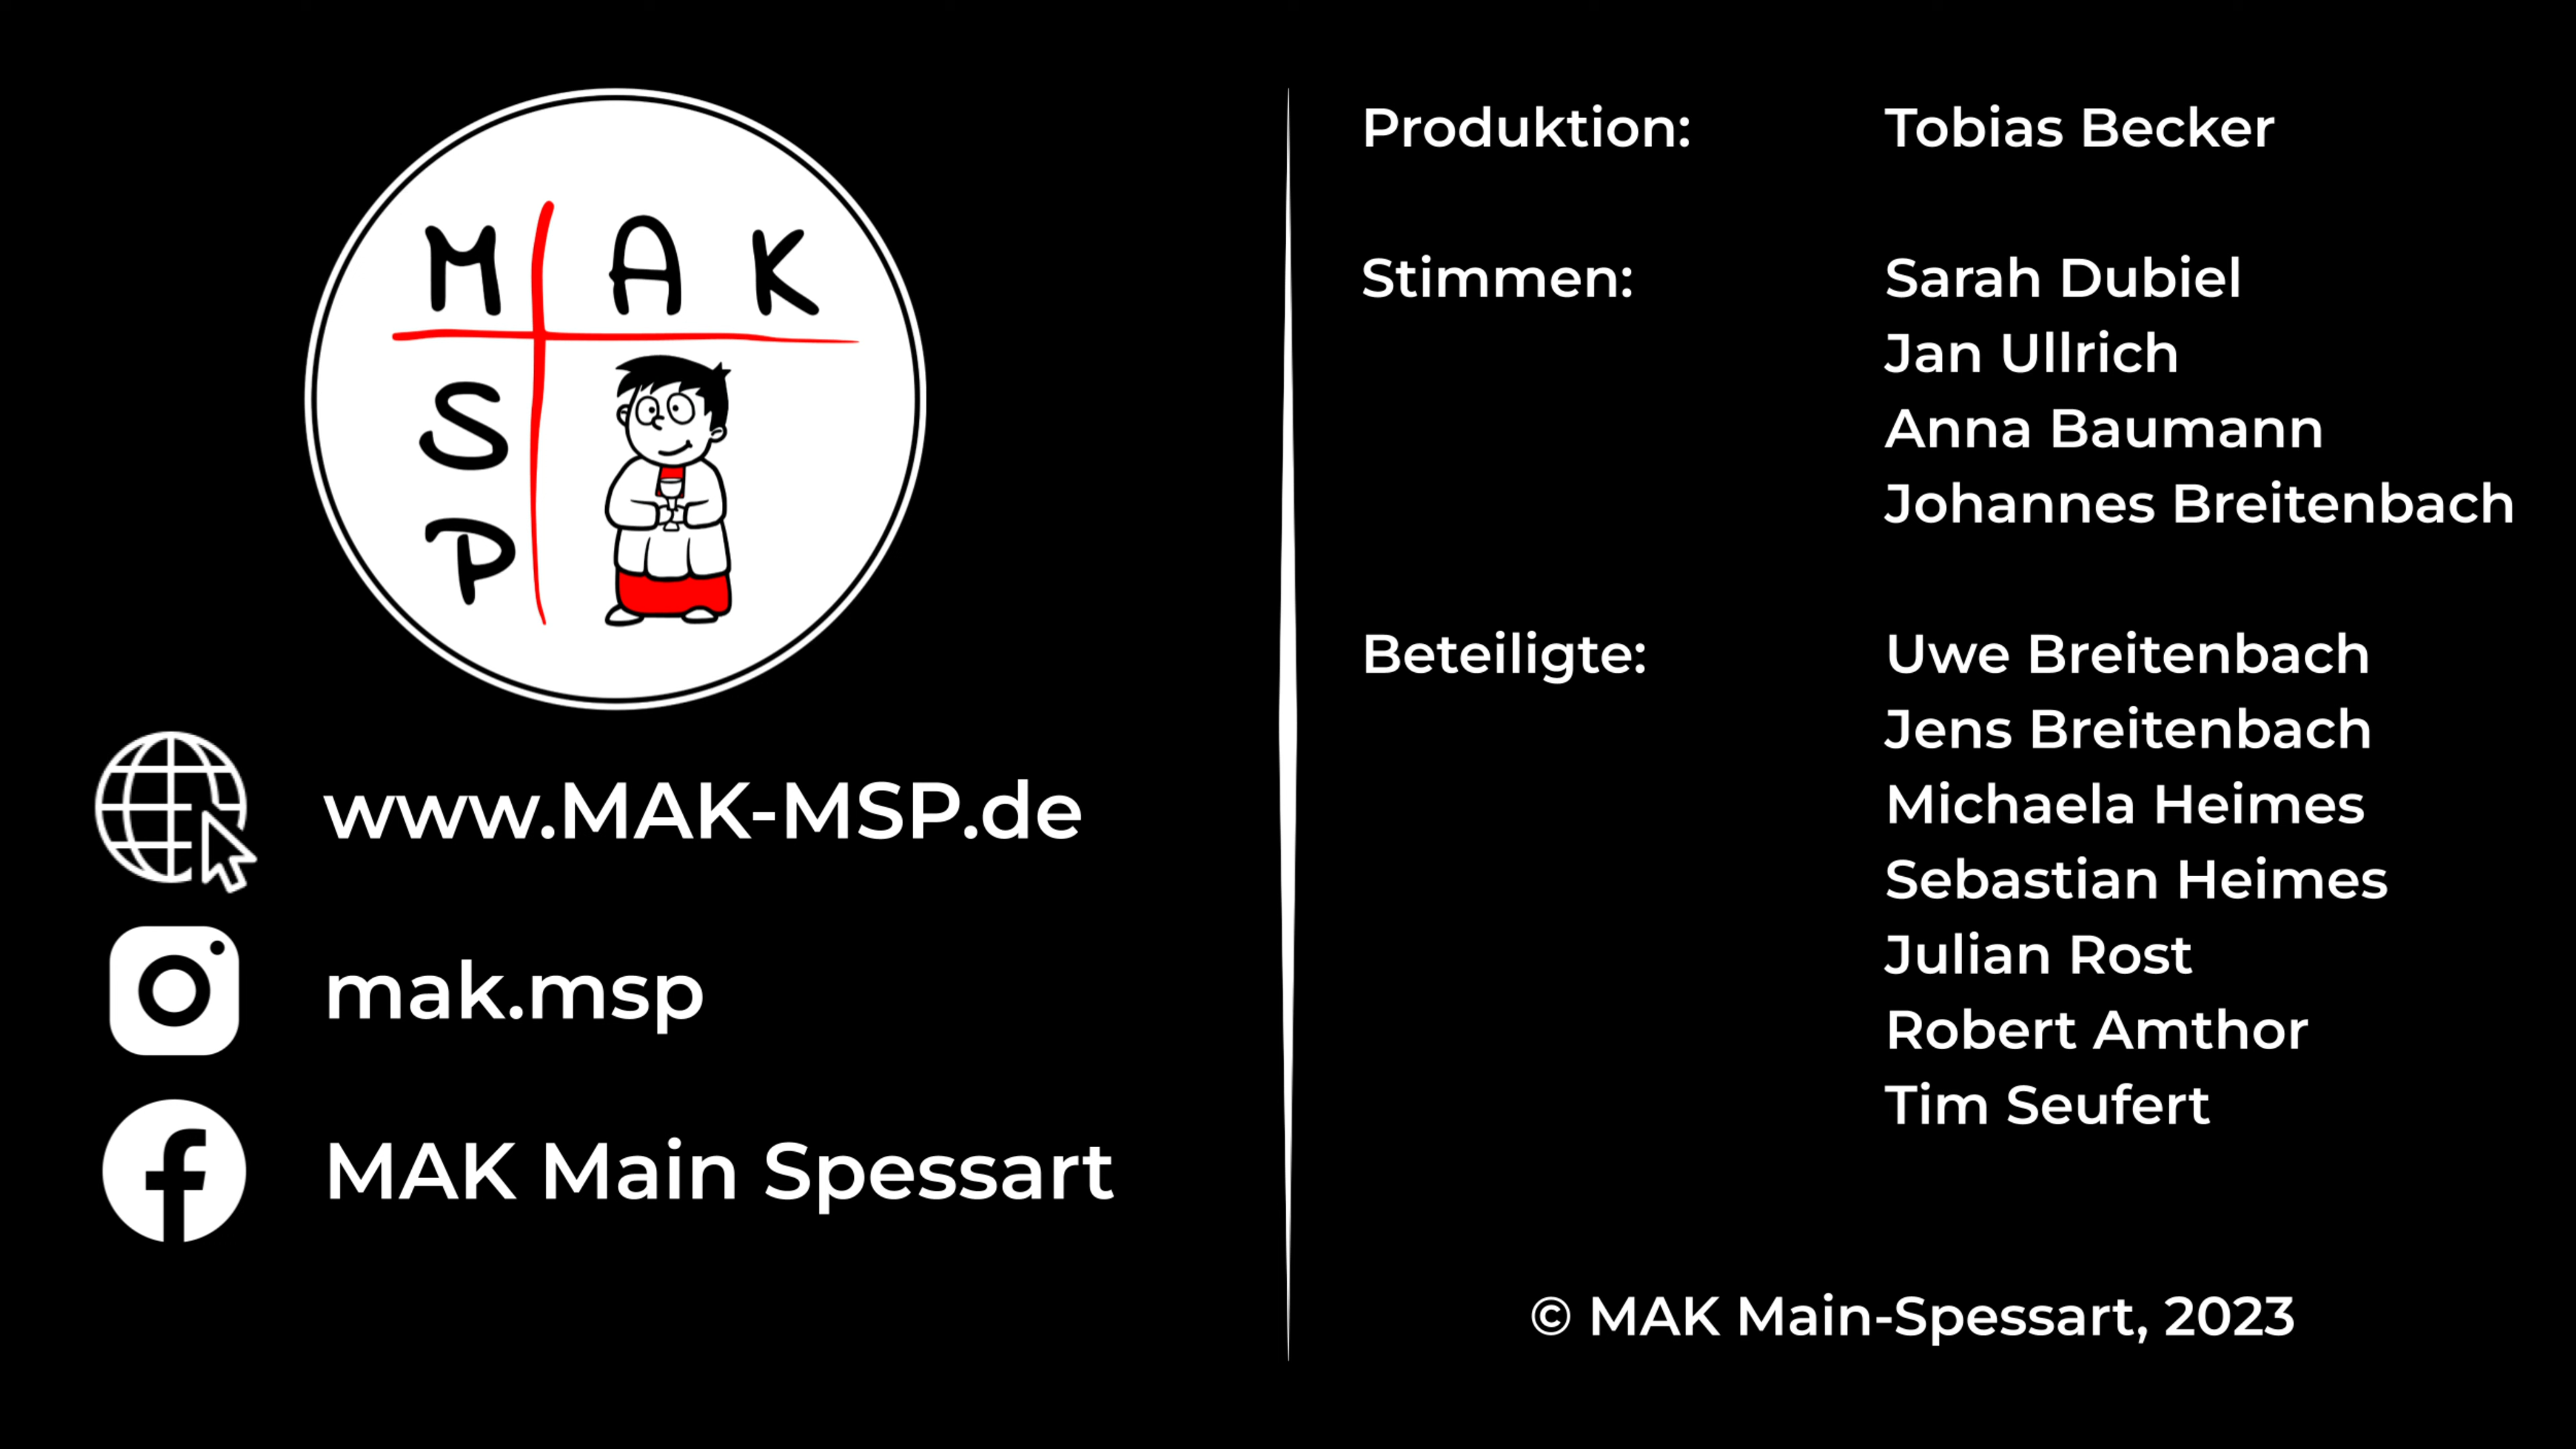 M A K
S
P
www.MAK-MSP.de
mak.msp
MAK Main Spessart
Produktion: Tobias Becker
Stimmen: Sarah Dubiel
Jan Ullrich
Anna Baumann
Johannes Breitenbach
Beteiligte: Uwe Breitenbach
Jens Breitenbach
Michaela Heimes
Sebastian Heimes
Julian Rost
Robert Amthor
Tim Seufert
© MAK Main-Spessart, 2023